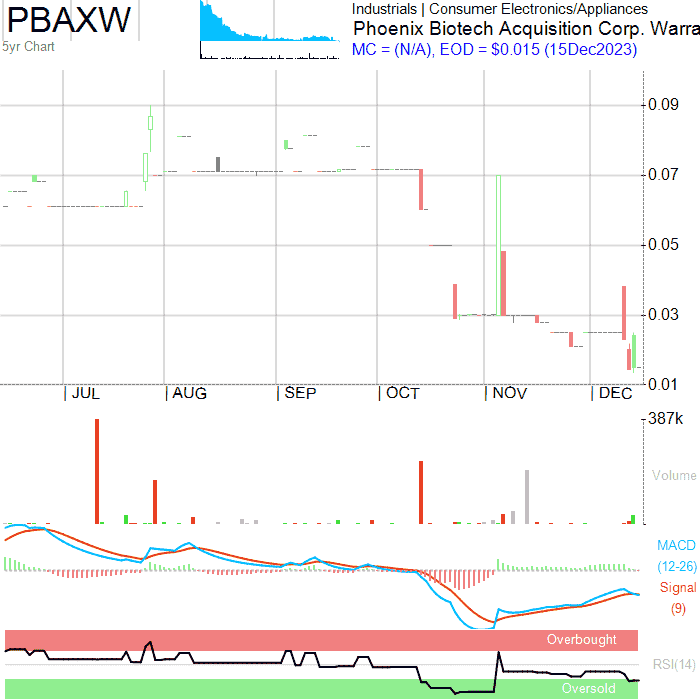 PBAXW
5yr Chart
Industrials | Consumer Electronics/Appliances
Phoenix Biotech Acquisition Corp. Warra
MC = (N/A), EOD = $0.015 (15Dec2023)
0.09
0.07
0.05
0.03
0.01
| JUL | AUG | SEP | OCT | NOV | DEC
387k
Volume
MACD
(12-26)
Signal
(9)
Overbought
RSI(14)
Oversold